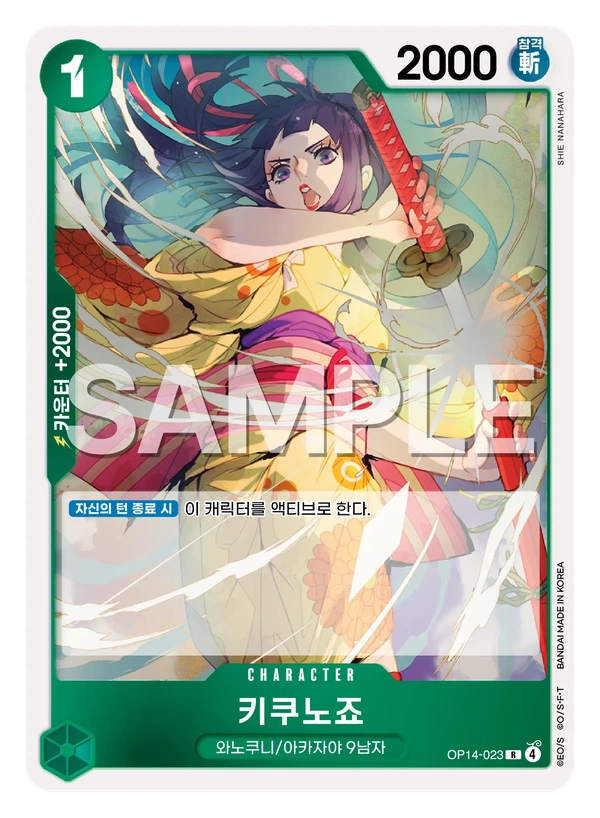 1
2000
참격
斬
SHIE NANAHARA
⚡카운터 +2000
SAMPLE
자신의 턴 종료 시 이 캐릭터를 액티브로 한다.
CHARACTER
키쿠노죠
와노쿠니/아카자야 9남자
OP14-023 R 4
©E.O/S ©O/S・F・T BANDAI MADE IN KOREA